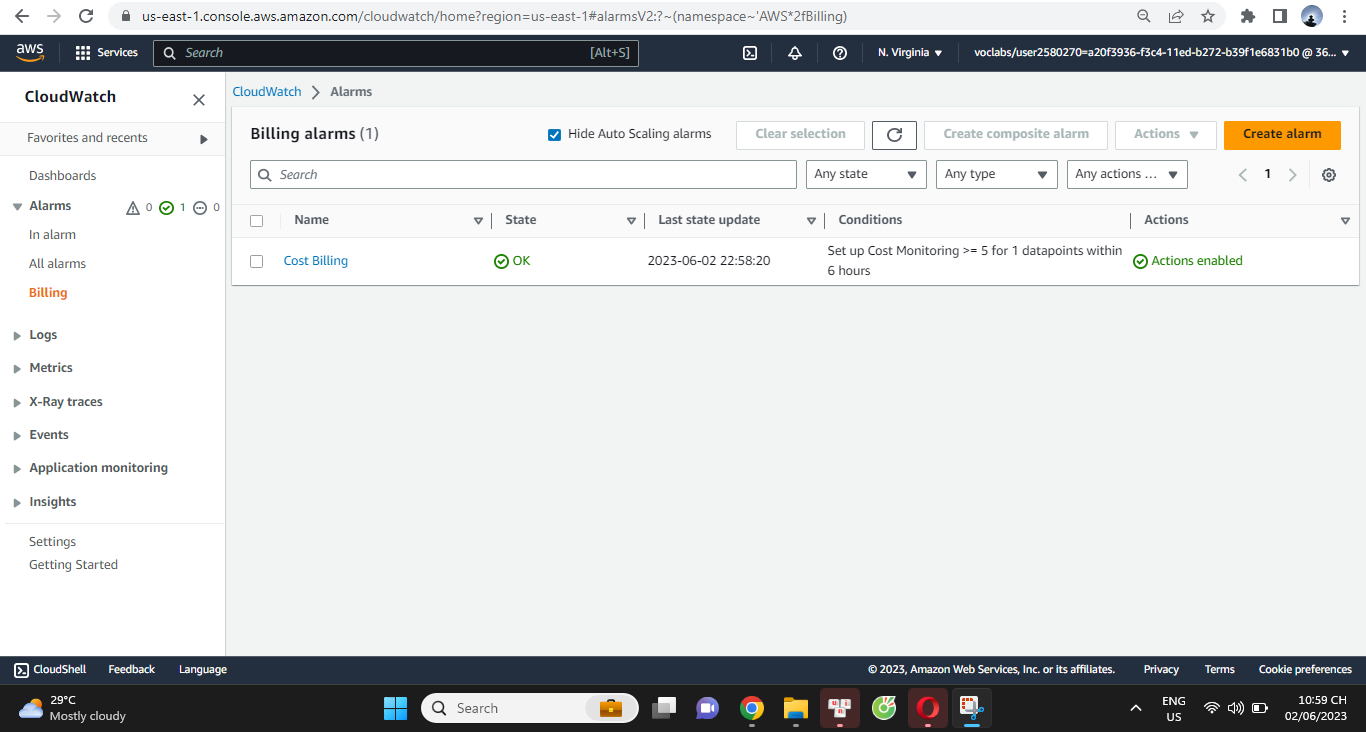 us-east-1.console.aws.amazon.com/cloudwatch/home?region=us-east-1#alarmsV2:?~(namespace~'AWS*2fBilling)
aws
Services
Search
[Alt+S]
N. Virginia
voclabs/user2580270=a20f3936-f3c4-11ed-b272-b39f1e6831b0 @ 36...
CloudWatch
Favorites and recents
Dashboards
Alarms
0
1
0
In alarm
All alarms
Billing
Logs
Metrics
X-Ray traces
Events
Application monitoring
Insights
Settings
Getting Started
CloudWatch
Alarms
Billing alarms (1)
Hide Auto Scaling alarms
Clear selection
Create composite alarm
Actions
Create alarm
Search
Any state
Any type
Any actions ...
1
Name
State
Last state update
Conditions
Actions
Cost Billing
OK
2023-06-02 22:58:20
Set up Cost Monitoring >= 5 for 1 datapoints within
6 hours
Actions enabled
CloudShell
Feedback
Language
© 2023, Amazon Web Services, Inc. or its affiliates.
Privacy
Terms
Cookie preferences
29°C
Mostly cloudy
Search
ENG
US
10:59 CH
02/06/2023